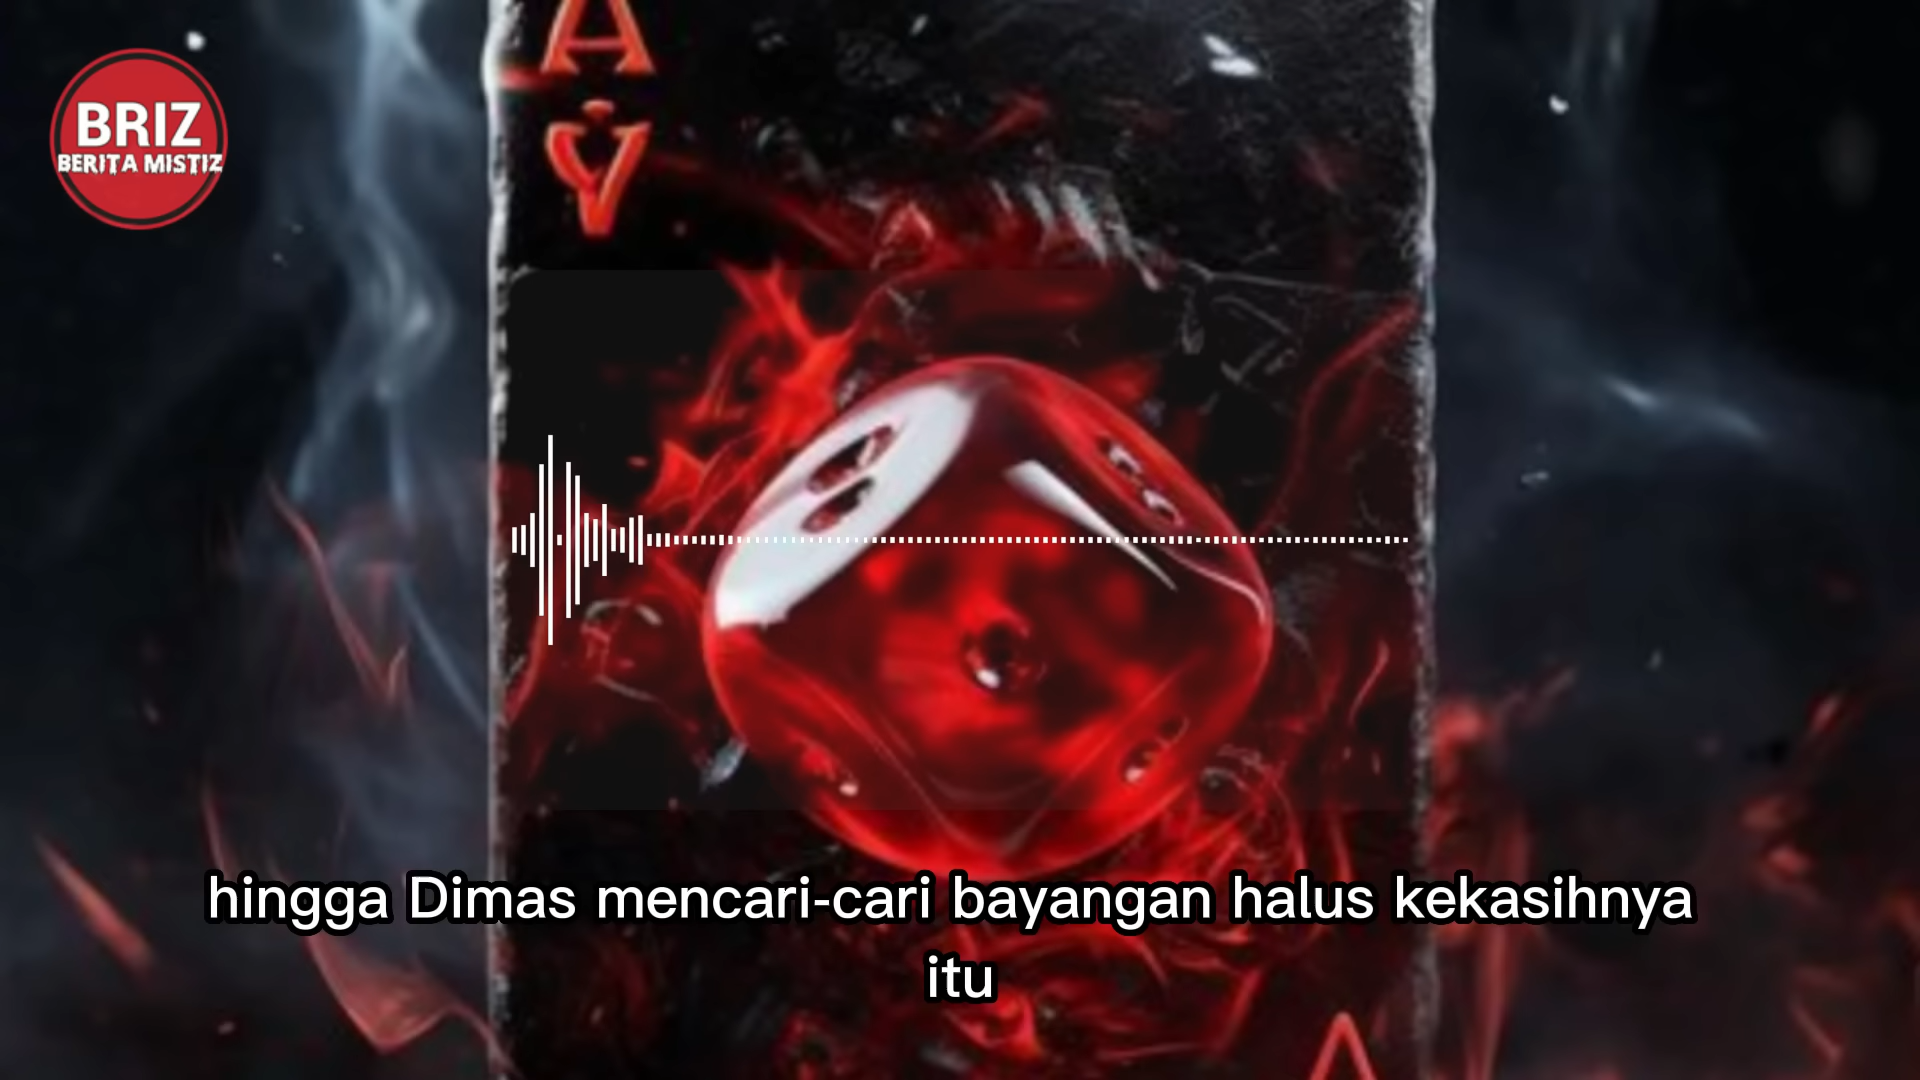 A
BRIZ
BERITA MISTIZ
hingga Dimas mencari-cari bayangan halus kekasihnya
itu